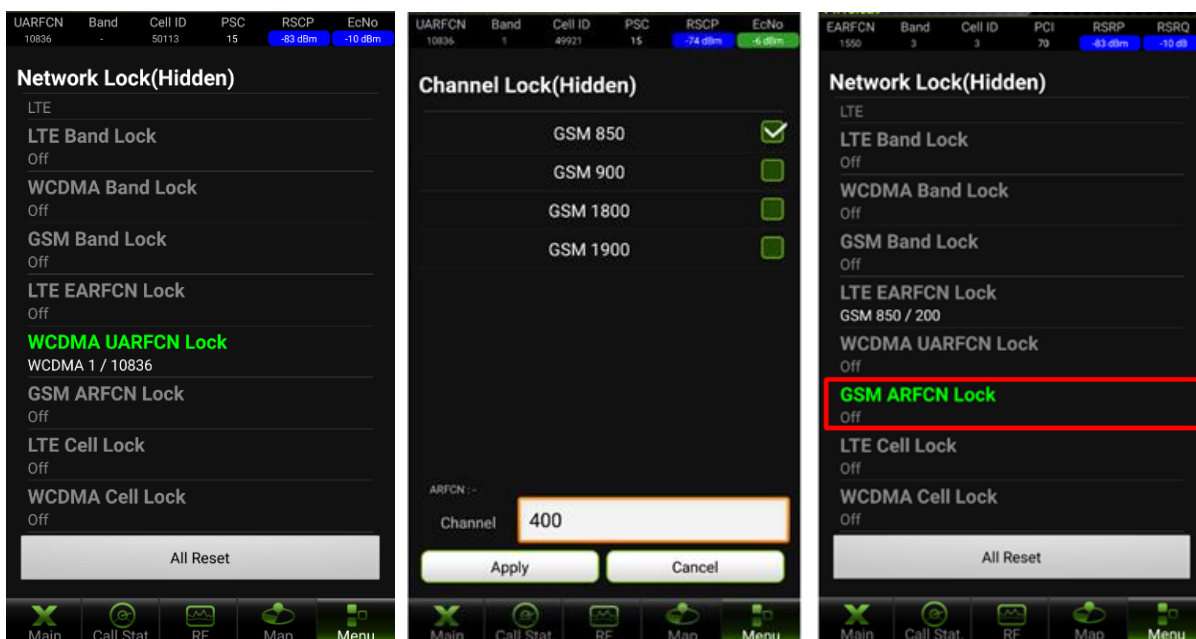 UARFCN Band Cell ID PSC RSCP EcNo
10836 - 50113 15 -83 dBm -10 dBm
Network Lock(Hidden)
LTE
LTE Band Lock
Off
WCDMA Band Lock
Off
GSM Band Lock
Off
LTE EARFCN Lock
Off
WCDMA UARFCN Lock
WCDMA 1 / 10836
GSM ARFCN Lock
Off
LTE Cell Lock
Off
WCDMA Cell Lock
Off
All Reset
Main Call Stat RF Map Menu
UARFCN Band Cell ID PSC RSCP EcNo
10836 1 49921 15 -74 dBm -6 dBm
Channel Lock(Hidden)
GSM 850
GSM 900
GSM 1800
GSM 1900
ARFCN : -
Channel 400
Apply Cancel
Main Call Stat RF Map Menu
EARFCN Band Cell ID PCI RSRP RSRQ
1550 3 3 70 -83 dBm -10 dB
Network Lock(Hidden)
LTE
LTE Band Lock
Off
WCDMA Band Lock
Off
GSM Band Lock
Off
LTE EARFCN Lock
GSM 850 / 200
WCDMA UARFCN Lock
Off
GSM ARFCN Lock
Off
LTE Cell Lock
Off
WCDMA Cell Lock
Off
All Reset
Main Call Stat. RF Map Menu